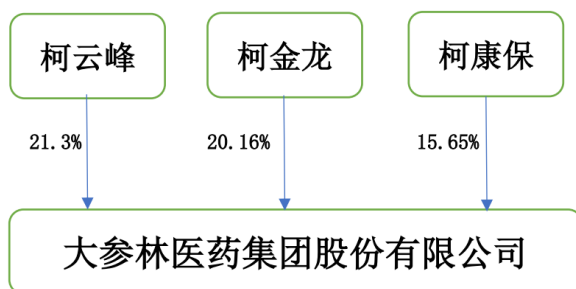 柯云峰
柯金龙
柯康保
21.3%
20.16%
15.65%
大参林医药集团股份有限公司